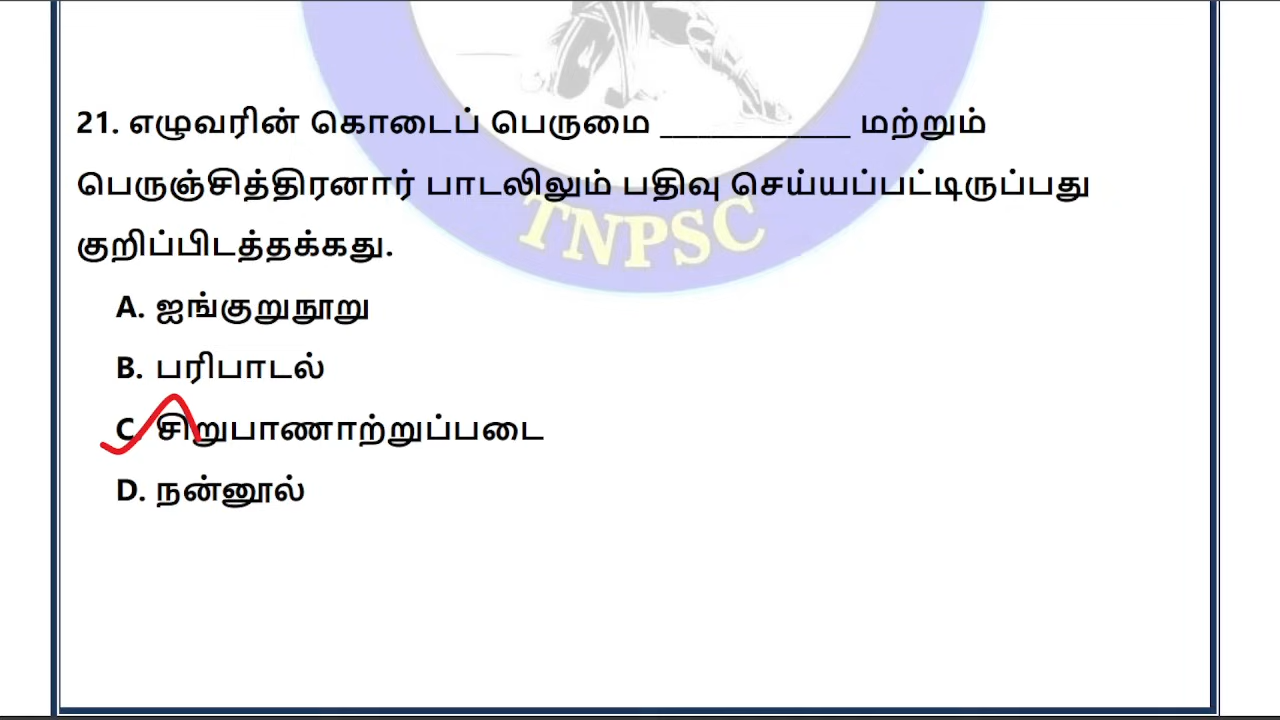 21. எழுவரின் கொடைப் பெருமை ____________ மற்றும்
பெருஞ்சித்திரனார் பாடலிலும் பதிவு செய்யப்பட்டிருப்பது
குறிப்பிடத்தக்கது.
TNPSC
A. ஐங்குறுநூறு
B. பரிபாடல்
C. சிறுபாணாற்றுப்படை
D. நன்னூல்